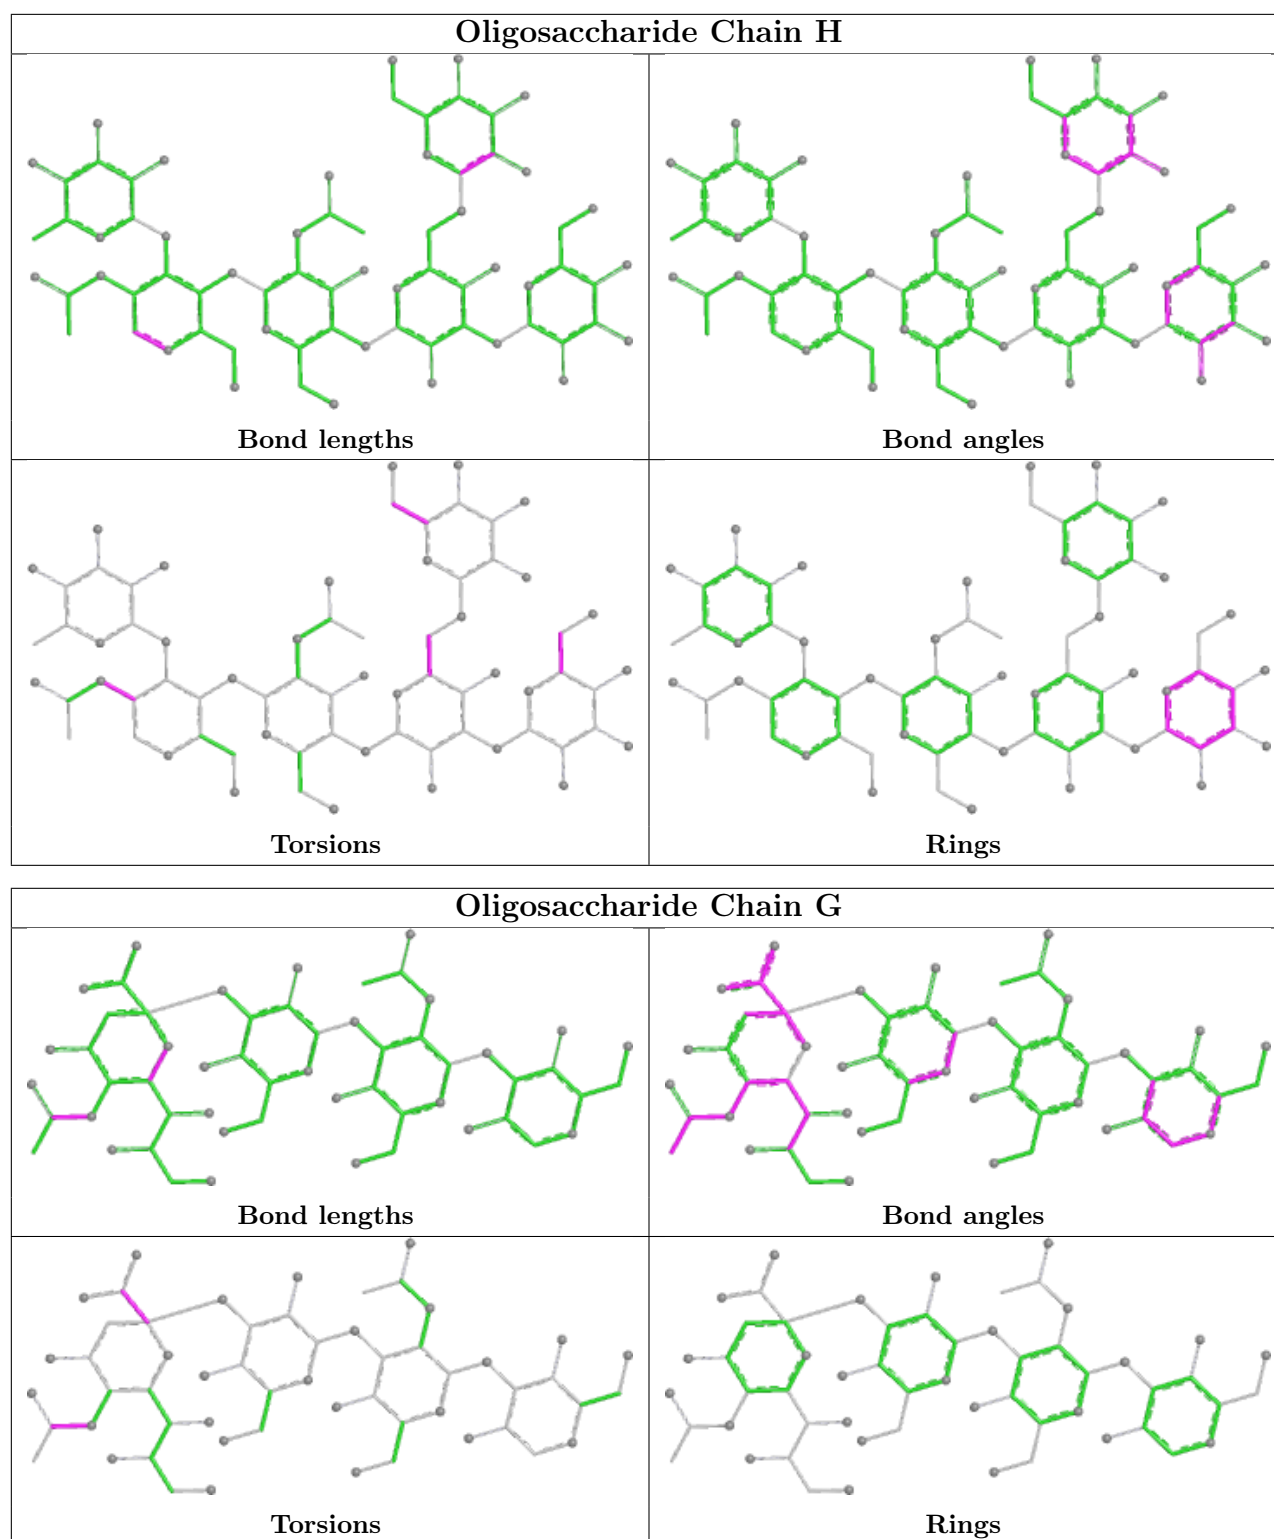 Oligosaccharide Chain H
Bond lengths
Bond angles
Torsions
Rings
Oligosaccharide Chain G
Bond lengths
Bond angles
Torsions
Rings